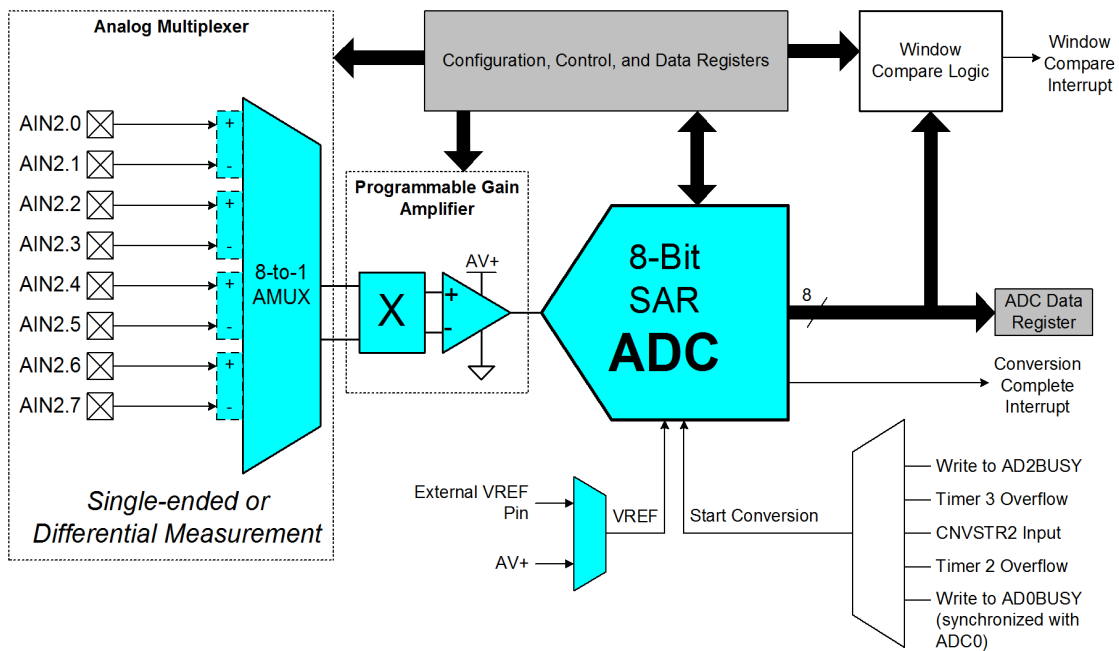 Analog Multiplexer
AIN2.0
AIN2.1
AIN2.2
AIN2.3
AIN2.4
AIN2.5
AIN2.6
AIN2.7
+
-
+
-
+
-
+
-
8-to-1
AMUX
Single-ended or
Differential Measurement
Configuration, Control, and Data Registers
Programmable Gain
Amplifier
X
+
-
AV+
8-Bit
SAR
ADC
Window
Compare Logic
Window
Compare
Interrupt
8
ADC Data
Register
Conversion
Complete
Interrupt
External VREF
Pin
AV+
VREF
Start Conversion
Write to AD2BUSY
Timer 3 Overflow
CNVSTR2 Input
Timer 2 Overflow
Write to AD0BUSY
(synchronized with
ADC0)